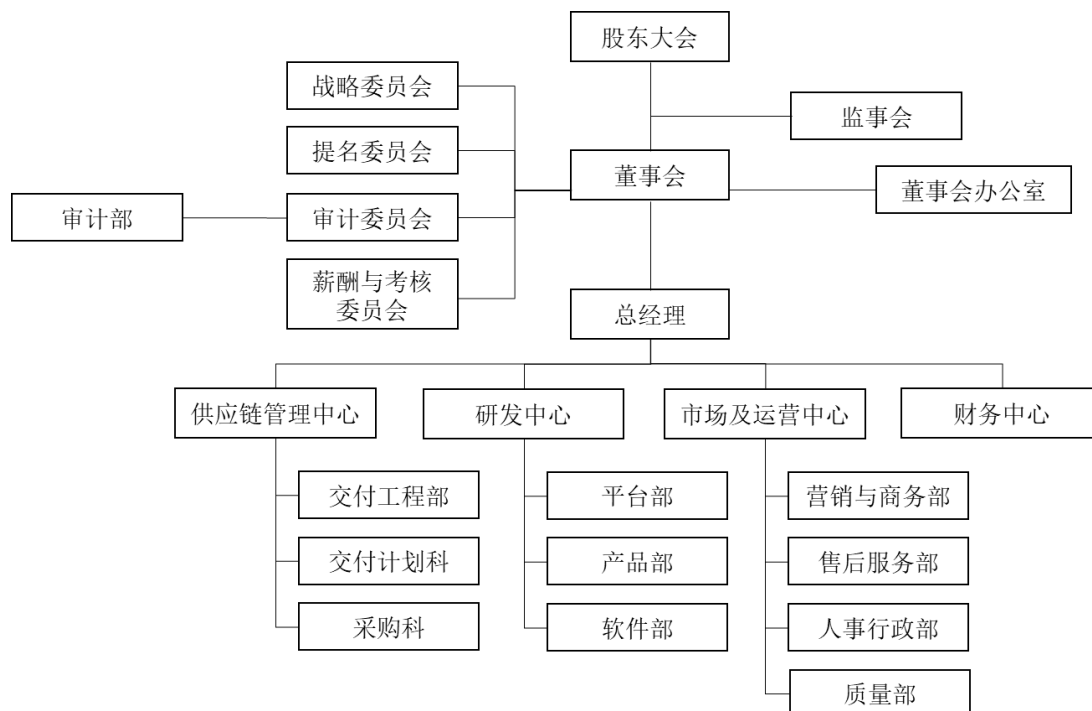 股东大会
战略委员会
监事会
提名委员会
董事会
董事会办公室
审计部
审计委员会
薪酬与考核
委员会
总经理
供应链管理中心
研发中心
市场及运营中心
财务中心
交付工程部
平台部
营销与商务部
交付计划科
产品部
售后服务部
采购科
软件部
人事行政部
质量部